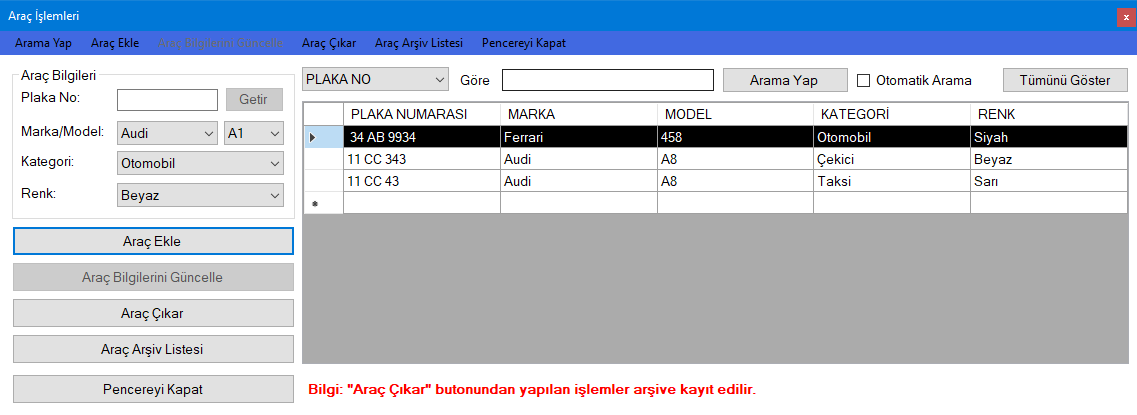 Araç İşlemleri
x
Arama Yap Araç Ekle Araç Bilgilerini Güncelle Araç Çıkar Araç Arşiv Listesi Pencereyi Kapat
Araç Bilgileri
Plaka No: Getir
Marka/Model: Audi A1
Kategori: Otomobil
Renk: Beyaz
Araç Ekle
Araç Bilgilerini Güncelle
Araç Çıkar
Araç Arşiv Listesi
Pencereyi Kapat
PLAKA NO Göre Arama Yap Otomatik Arama Tümünü Göster
PLAKA NUMARASI MARKA MODEL KATEGORİ RENK
34 AB 9934 Ferrari 458 Otomobil Siyah
11 CC 343 Audi A8 Çekici Beyaz
11 CC 43 Audi A8 Taksi Sarı
*
Bilgi: "Araç Çıkar" butonundan yapılan işlemler arşive kayıt edilir.